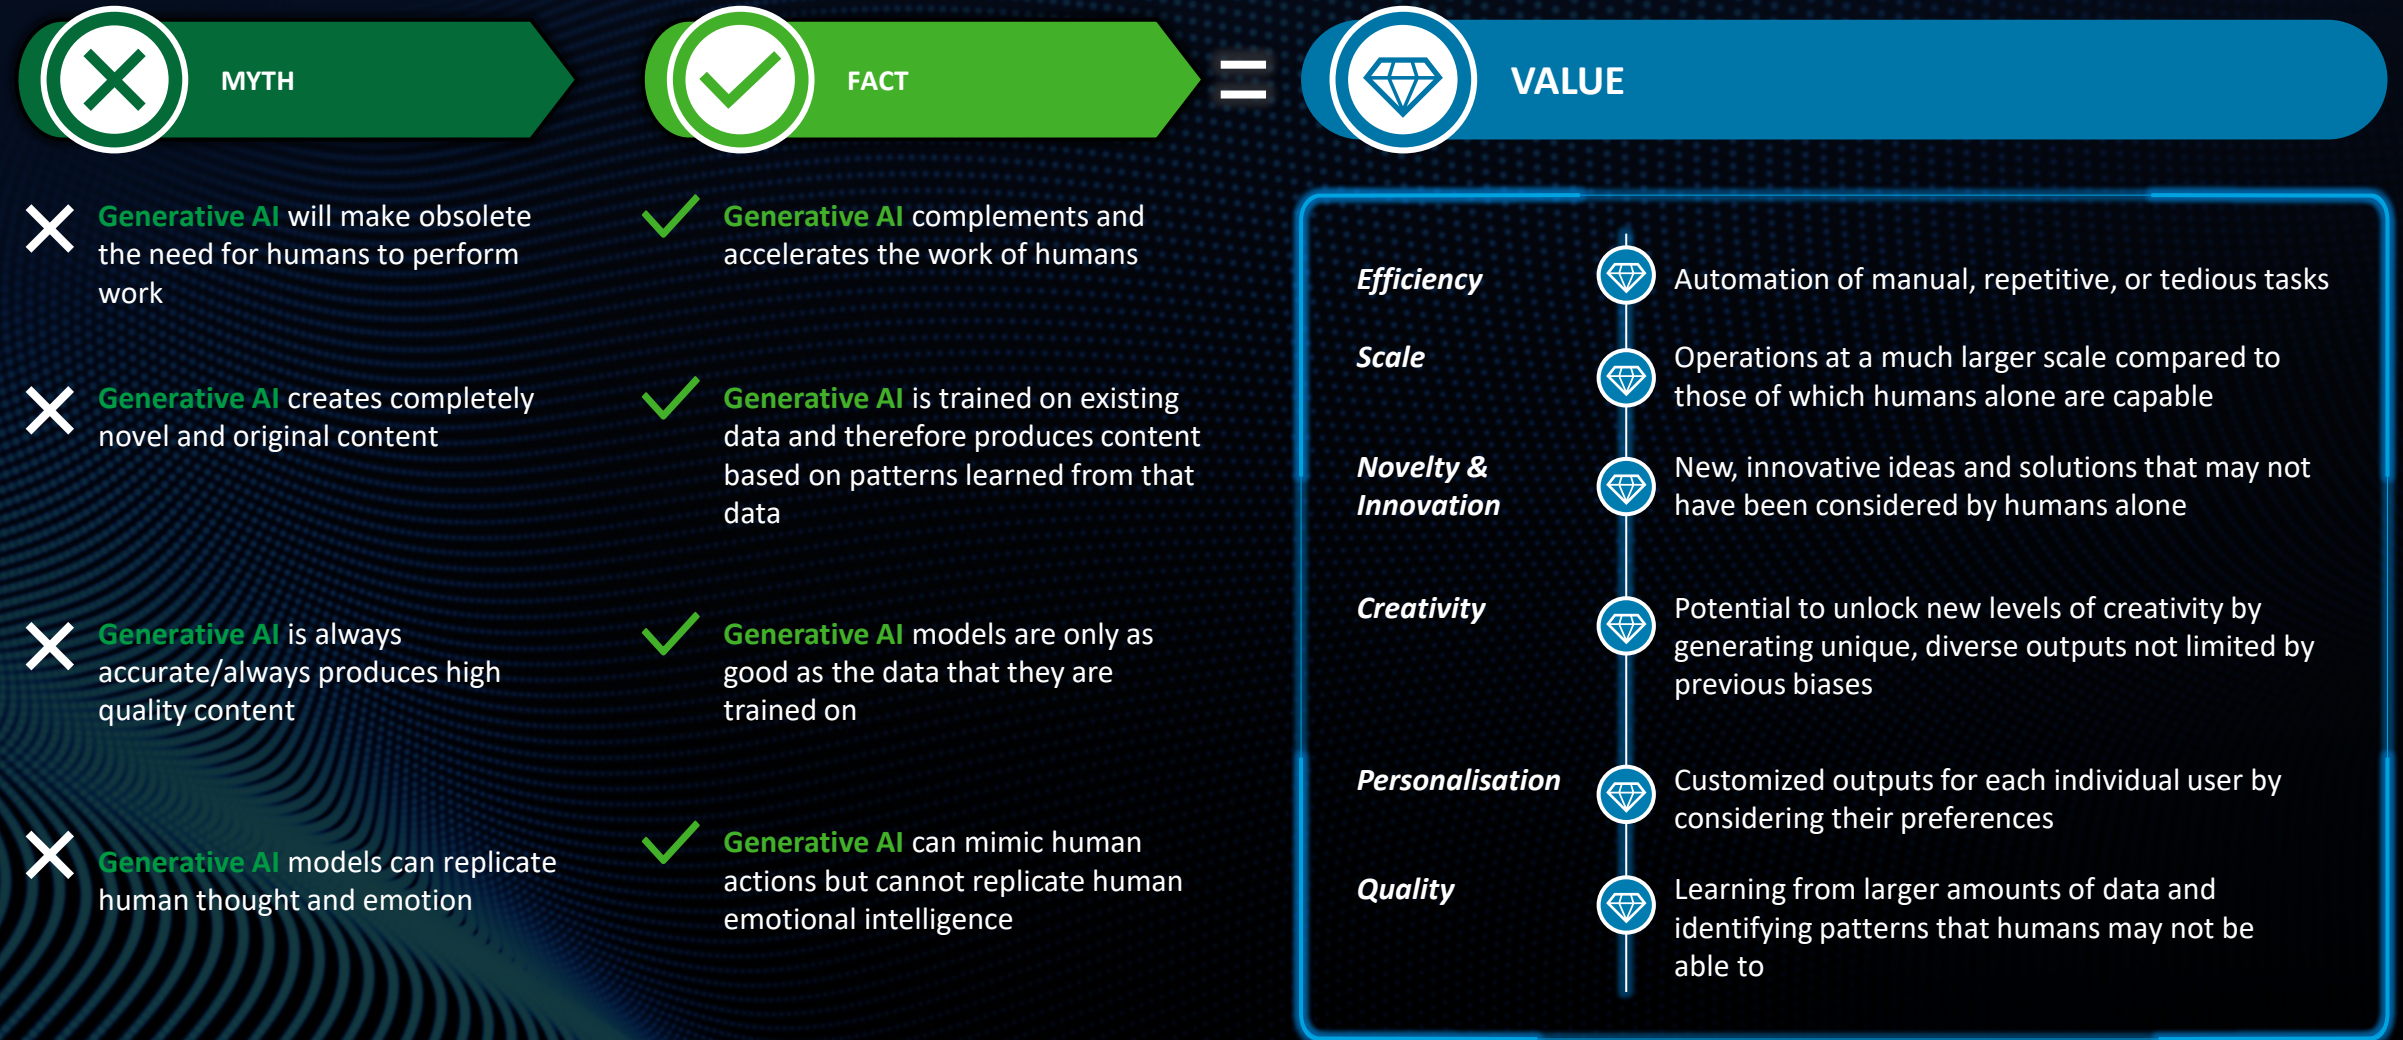 MYTH
FACT
=
VALUE
Generative AI will make obsolete
the need for humans to perform
work
Generative AI complements and
accelerates the work of humans
Generative AI creates completely
novel and original content
Generative AI is trained on existing
data and therefore produces content
based on patterns learned from that
data
Generative AI is always
accurate/always produces high
quality content
Generative AI models are only as
good as the data that they are
trained on
Generative AI models can replicate
human thought and emotion
Generative AI can mimic human
actions but cannot replicate human
emotional intelligence
Efficiency
Automation of manual, repetitive, or tedious tasks
Scale
Operations at a much larger scale compared to
those of which humans alone are capable
Novelty &
Innovation
New, innovative ideas and solutions that may not
have been considered by humans alone
Creativity
Potential to unlock new levels of creativity by
generating unique, diverse outputs not limited by
previous biases
Personalisation
Customized outputs for each individual user by
considering their preferences
Quality
Learning from larger amounts of data and
identifying patterns that humans may not be
able to